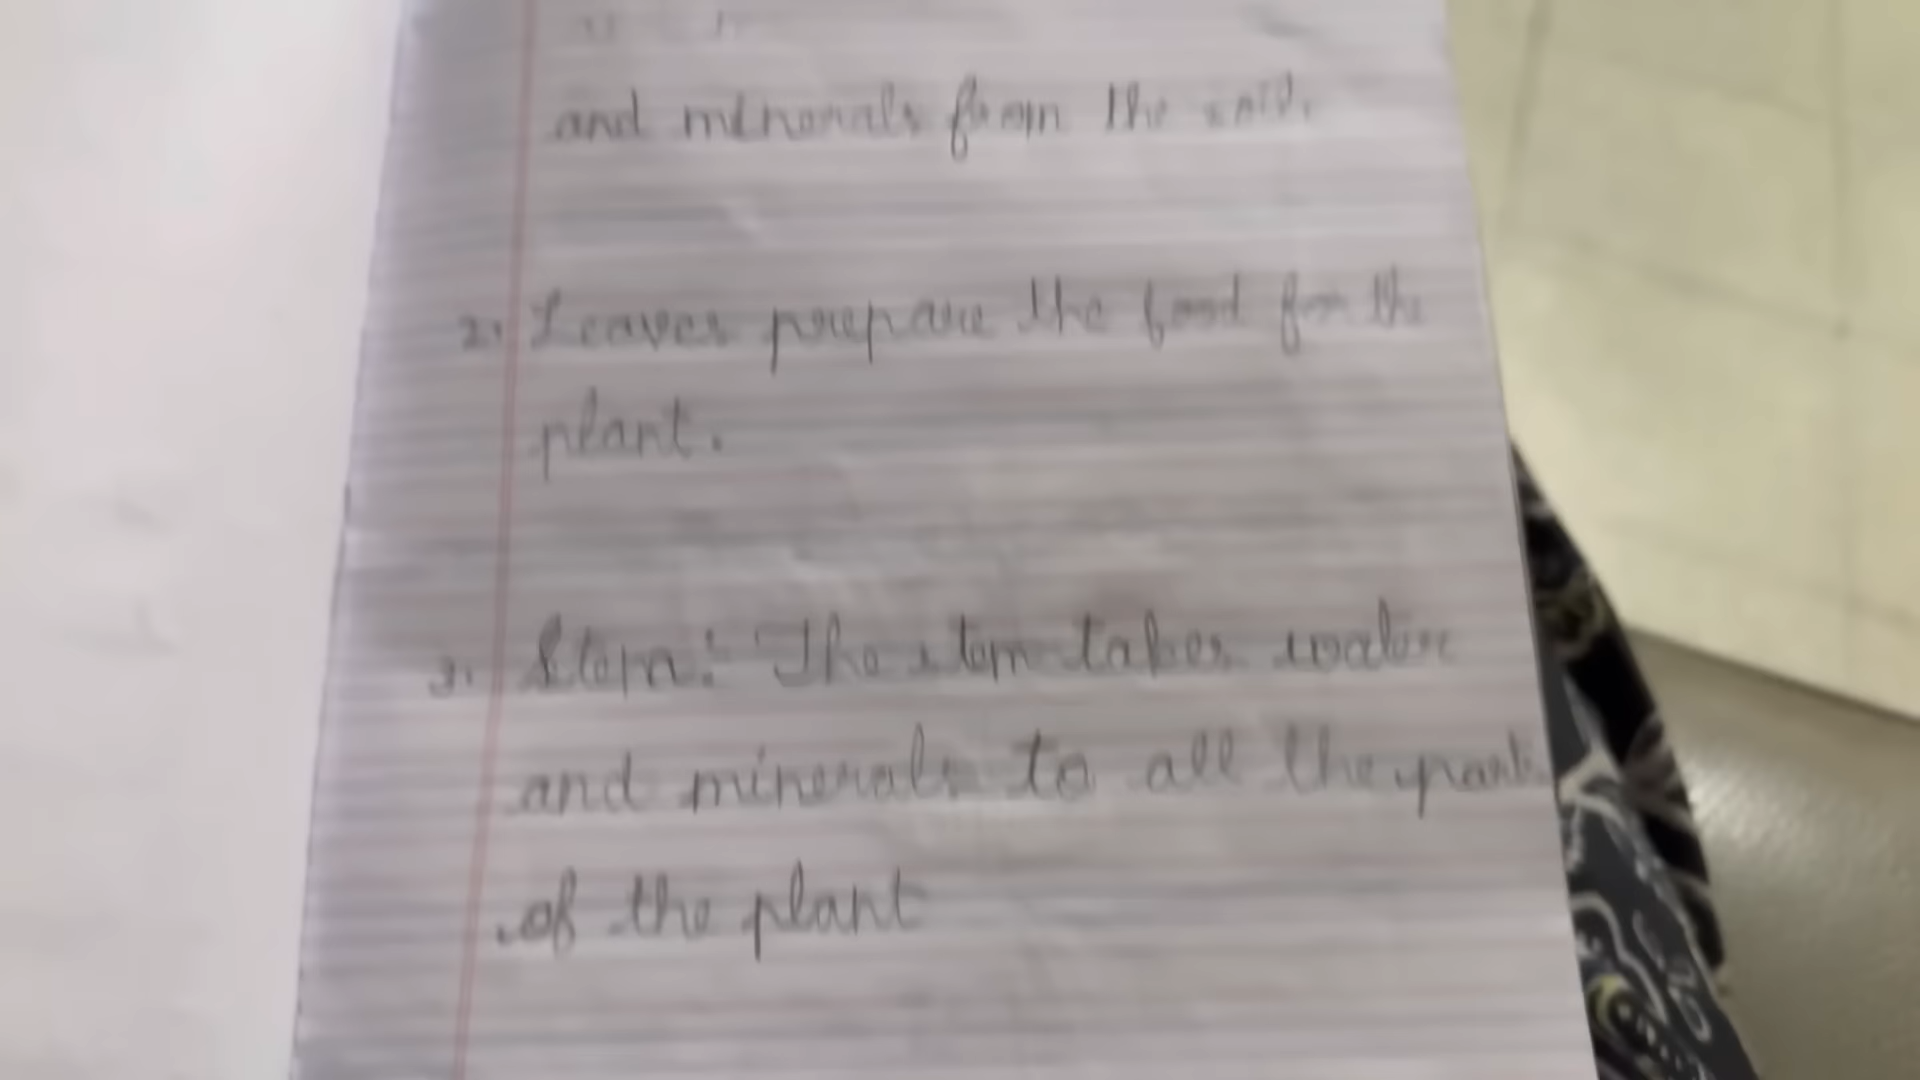 and minerals from the soil.
2. Leaves prepare the food for the
plant.
3. Stem: The stem takes water
and minerals to all the parts
of the plant